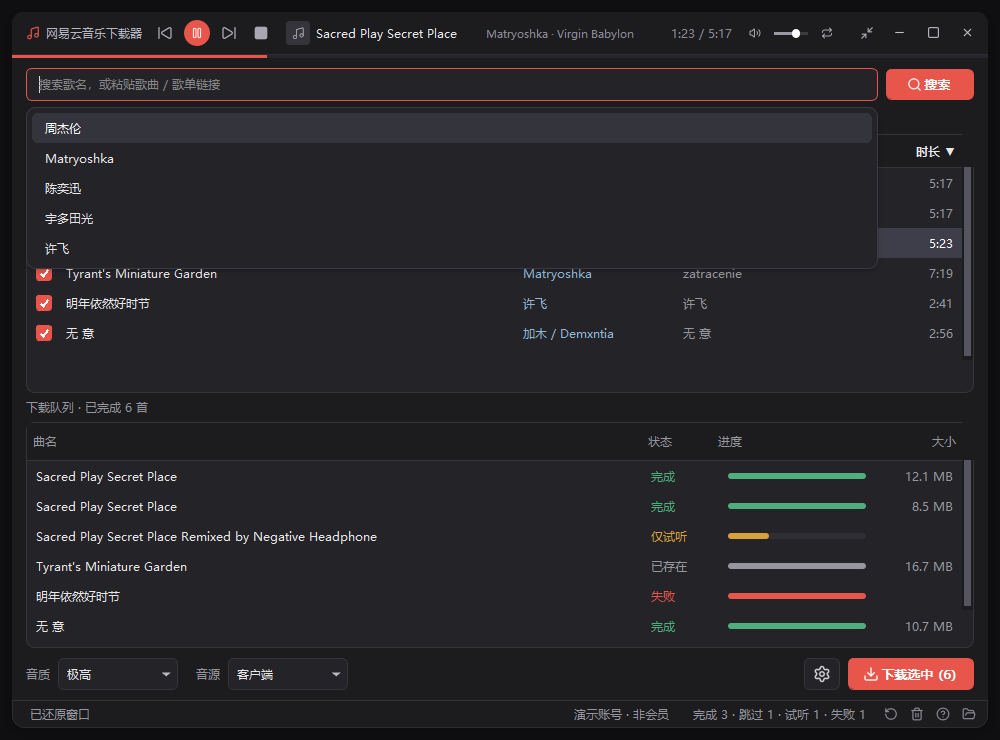 网易云音乐下载器 Sacred Play Secret Place Matryoshka · Virgin Babylon 1:23 / 5:17
搜索歌名，或粘贴歌曲 / 歌单链接 搜索
周杰伦
Matryoshka 时长 ▼
陈奕迅 5:17
宇多田光 5:17
许飞 5:23
Tyrant's Miniature Garden Matryoshka zatracenie 7:19
明年依然好时节 许飞 许飞 2:41
无 意 加木 / Demxntia 无 意 2:56
下载队列 · 已完成 6 首
曲名 状态 进度 大小
Sacred Play Secret Place 完成 12.1 MB
Sacred Play Secret Place 完成 8.5 MB
Sacred Play Secret Place Remixed by Negative Headphone 仅试听
Tyrant's Miniature Garden 已存在 16.7 MB
明年依然好时节 失败
无 意 完成 10.7 MB
音质 极高 音源 客户端 下载选中 (6)
已还原窗口 演示账号 · 非会员 完成 3 · 跳过 1 · 试听 1 · 失败 1